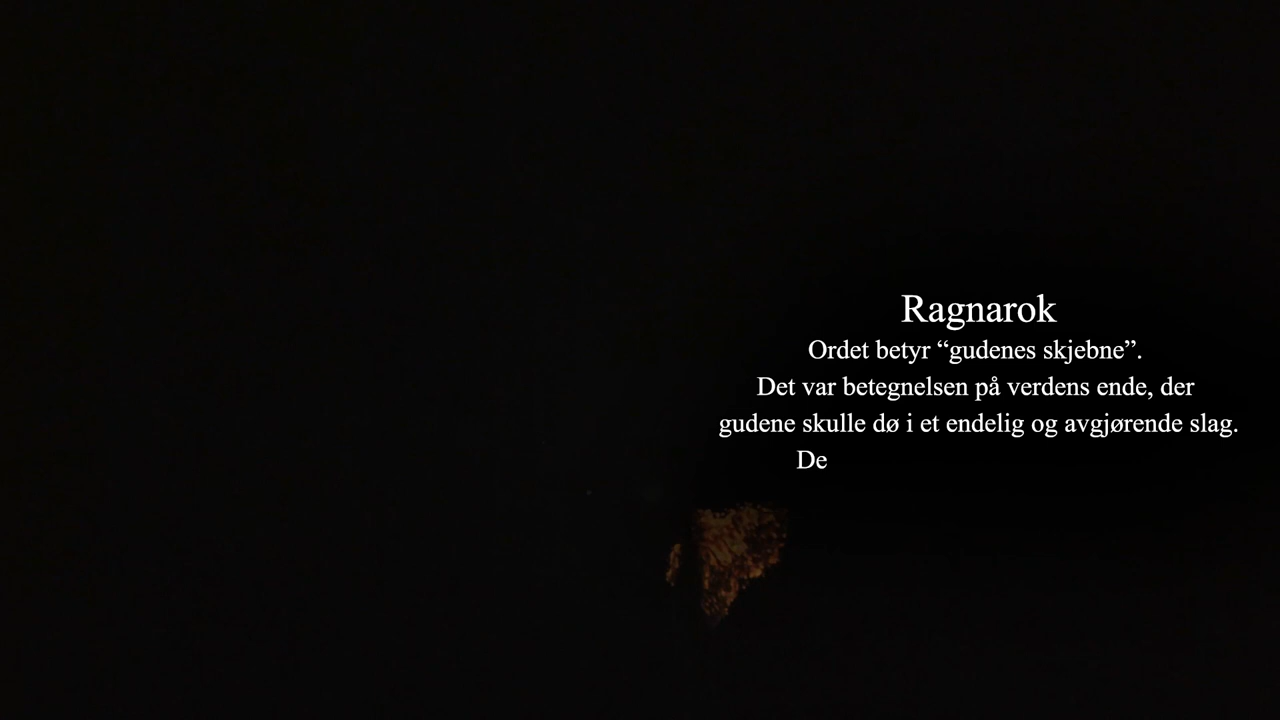 Ragnarok
Ordet betyr “gudenes skjebne”.
Det var betegnelsen på verdens ende, der
gudene skulle dø i et endelig og avgjørende slag.
De